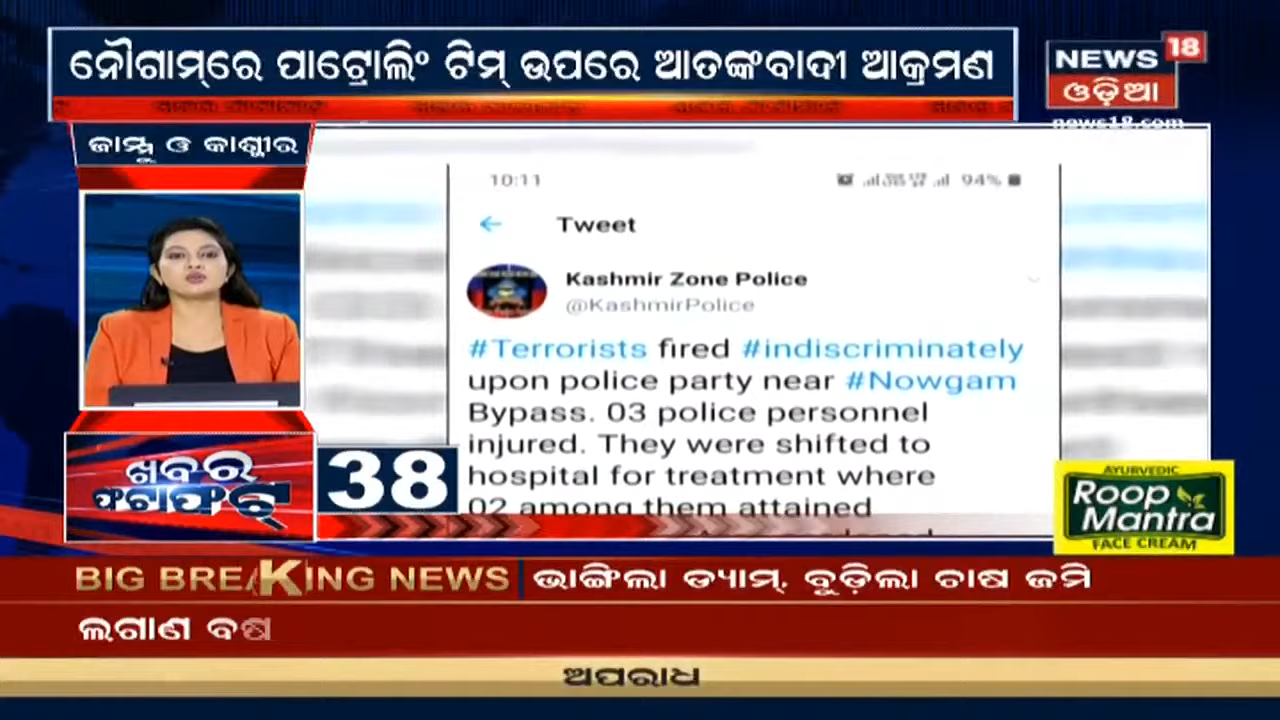 ନୌଗାମ୍‌ରେ ପାଟ୍ରୋଲିଂ ଟିମ୍ ଉପରେ ଆତଙ୍କବାଦୀ ଆକ୍ରମଣ
NEWS 18
ଓଡ଼ିଆ
news18.com
ଜାମ୍ମୁ ଓ କାଶ୍ମୀର
10:11
94%
Tweet
Kashmir Zone Police
@KashmirPolice
#Terrorists fired #indiscriminately
upon police party near #Nowgam
Bypass. 03 police personnel
injured. They were shifted to
hospital for treatment where
02 among them attained
ଖବର
ଫଟାଫଟ୍
38
AYURVEDIC
Roop
Mantra
FACE CREAM
BIG BREAKING NEWS
ଭାଙ୍ଗିଲା ଡ୍ୟାମ୍, ବୁଡ଼ିଲା ଚାଷ ଜମି
ଲଗାଣ ବର୍ଷ
ଅପରାଧ